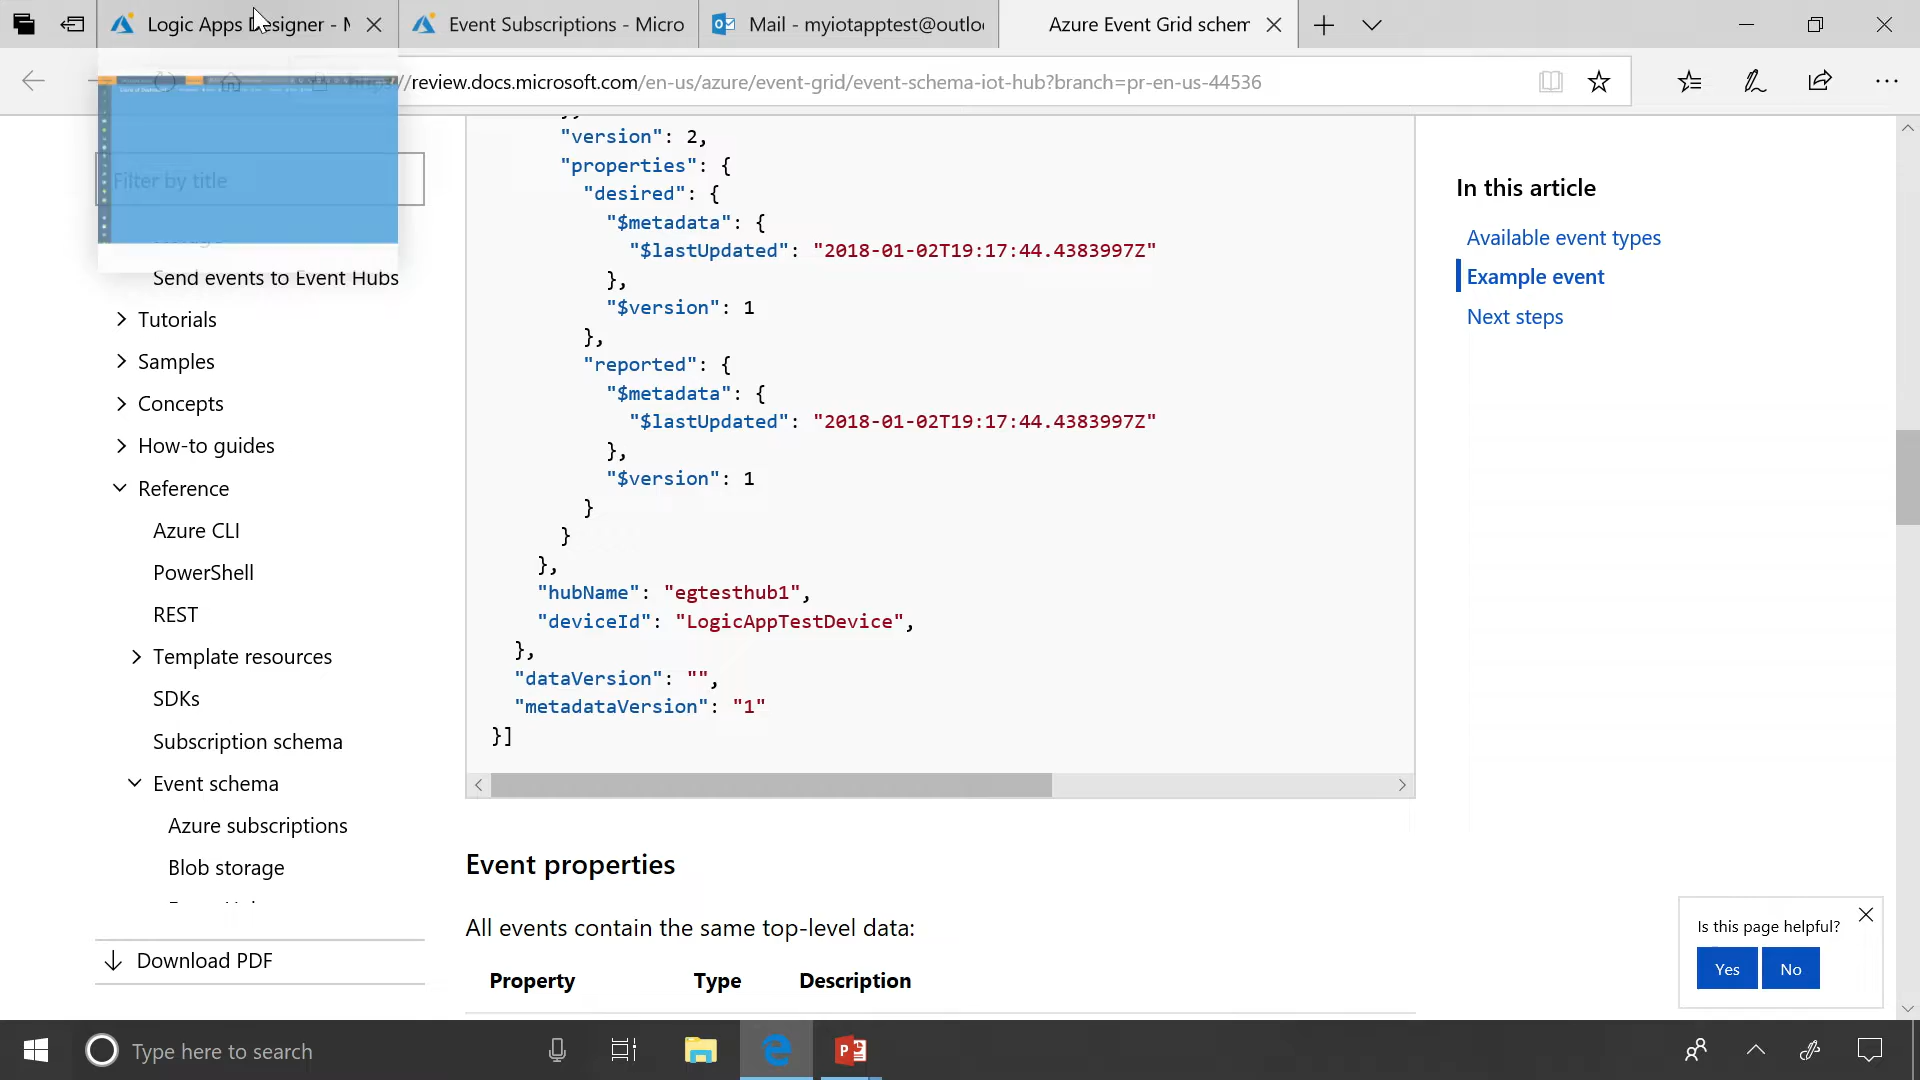 Logic Apps Designer - M
Event Subscriptions - Micro
Mail - myiotapptest@outlo
Azure Event Grid schem
//review.docs.microsoft.com/en-us/azure/event-grid/event-schema-iot-hub?branch=pr-en-us-44536
Filter by title
Send events to Event Hubs
Tutorials
Samples
Concepts
How-to guides
Reference
Azure CLI
PowerShell
REST
Template resources
SDKs
Subscription schema
Event schema
Azure subscriptions
Blob storage
Download PDF
"version": 2,
"properties": {
"desired": {
"$metadata": {
"$lastUpdated": "2018-01-02T19:17:44.4383997Z"
},
"$version": 1
},
"reported": {
"$metadata": {
"$lastUpdated": "2018-01-02T19:17:44.4383997Z"
},
"$version": 1
}
}
},
"hubName": "egtesthub1",
"deviceId": "LogicAppTestDevice",
},
"dataVersion": "",
"metadataVersion": "1"
}]
Event properties
All events contain the same top-level data:
Property Type Description
In this article
Available event types
Example event
Next steps
Is this page helpful?
Yes No
Type here to search